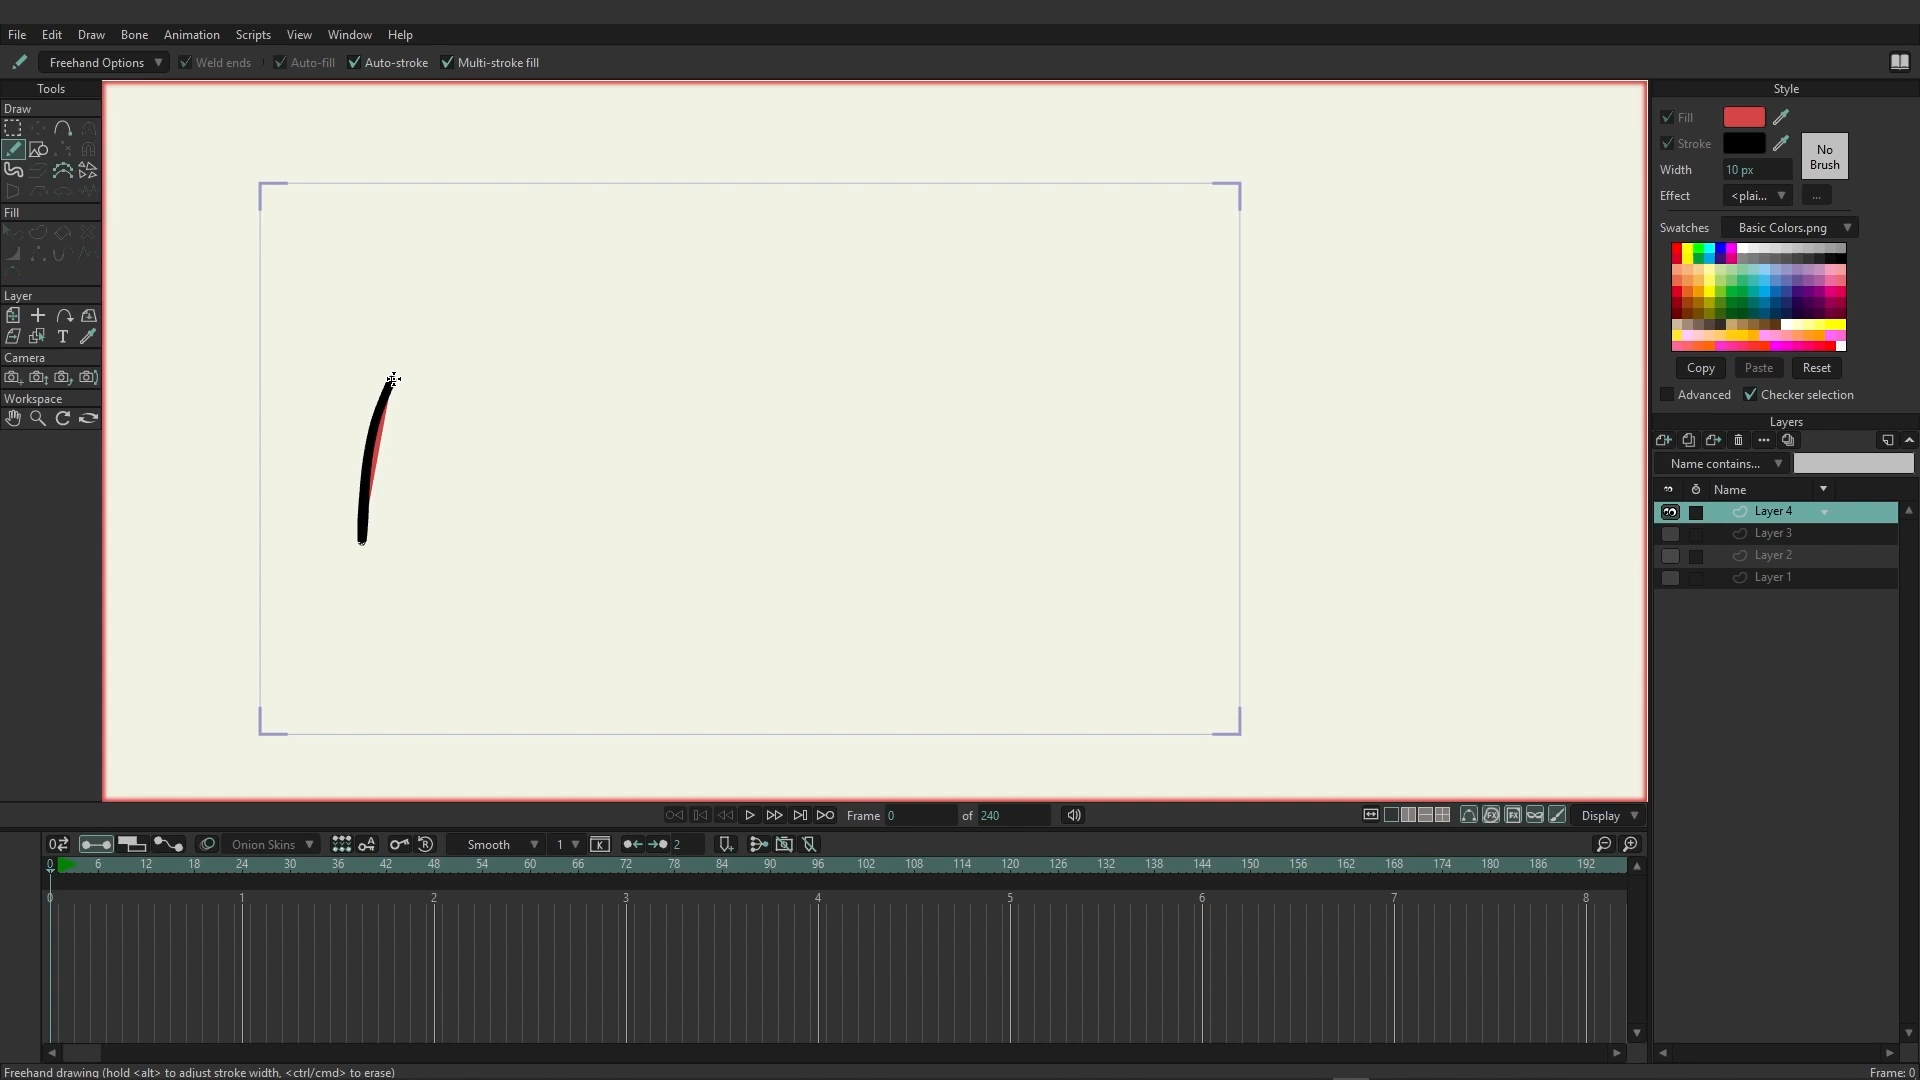 File Edit Draw Bone Animation Scripts View Window Help
Freehand Options Weld ends Auto-fill Auto-stroke Multi-stroke fill
Tools
Draw
Fill
Layer
T
Camera
Workspace
Style
Fill
Stroke
No Brush
Width 10 px
Effect <plai... ...
Swatches Basic Colors.png
Copy Paste Reset
Advanced Checker selection
Layers
Name contains...
Name
Layer 4
Layer 3
Layer 2
Layer 1
Frame 0 of 240 Display
Onion Skins Smooth 1 K 2
0 6 12 18 24 30 36 42 48 54 60 66 72 78 84 90 96 102 108 114 120 126 132 138 144 150 156 162 168 174 180 186 192
0 1 2 3 4 5 6 7 8
Freehand drawing (hold <alt> to adjust stroke width, <ctrl/cmd> to erase) Frame: 0